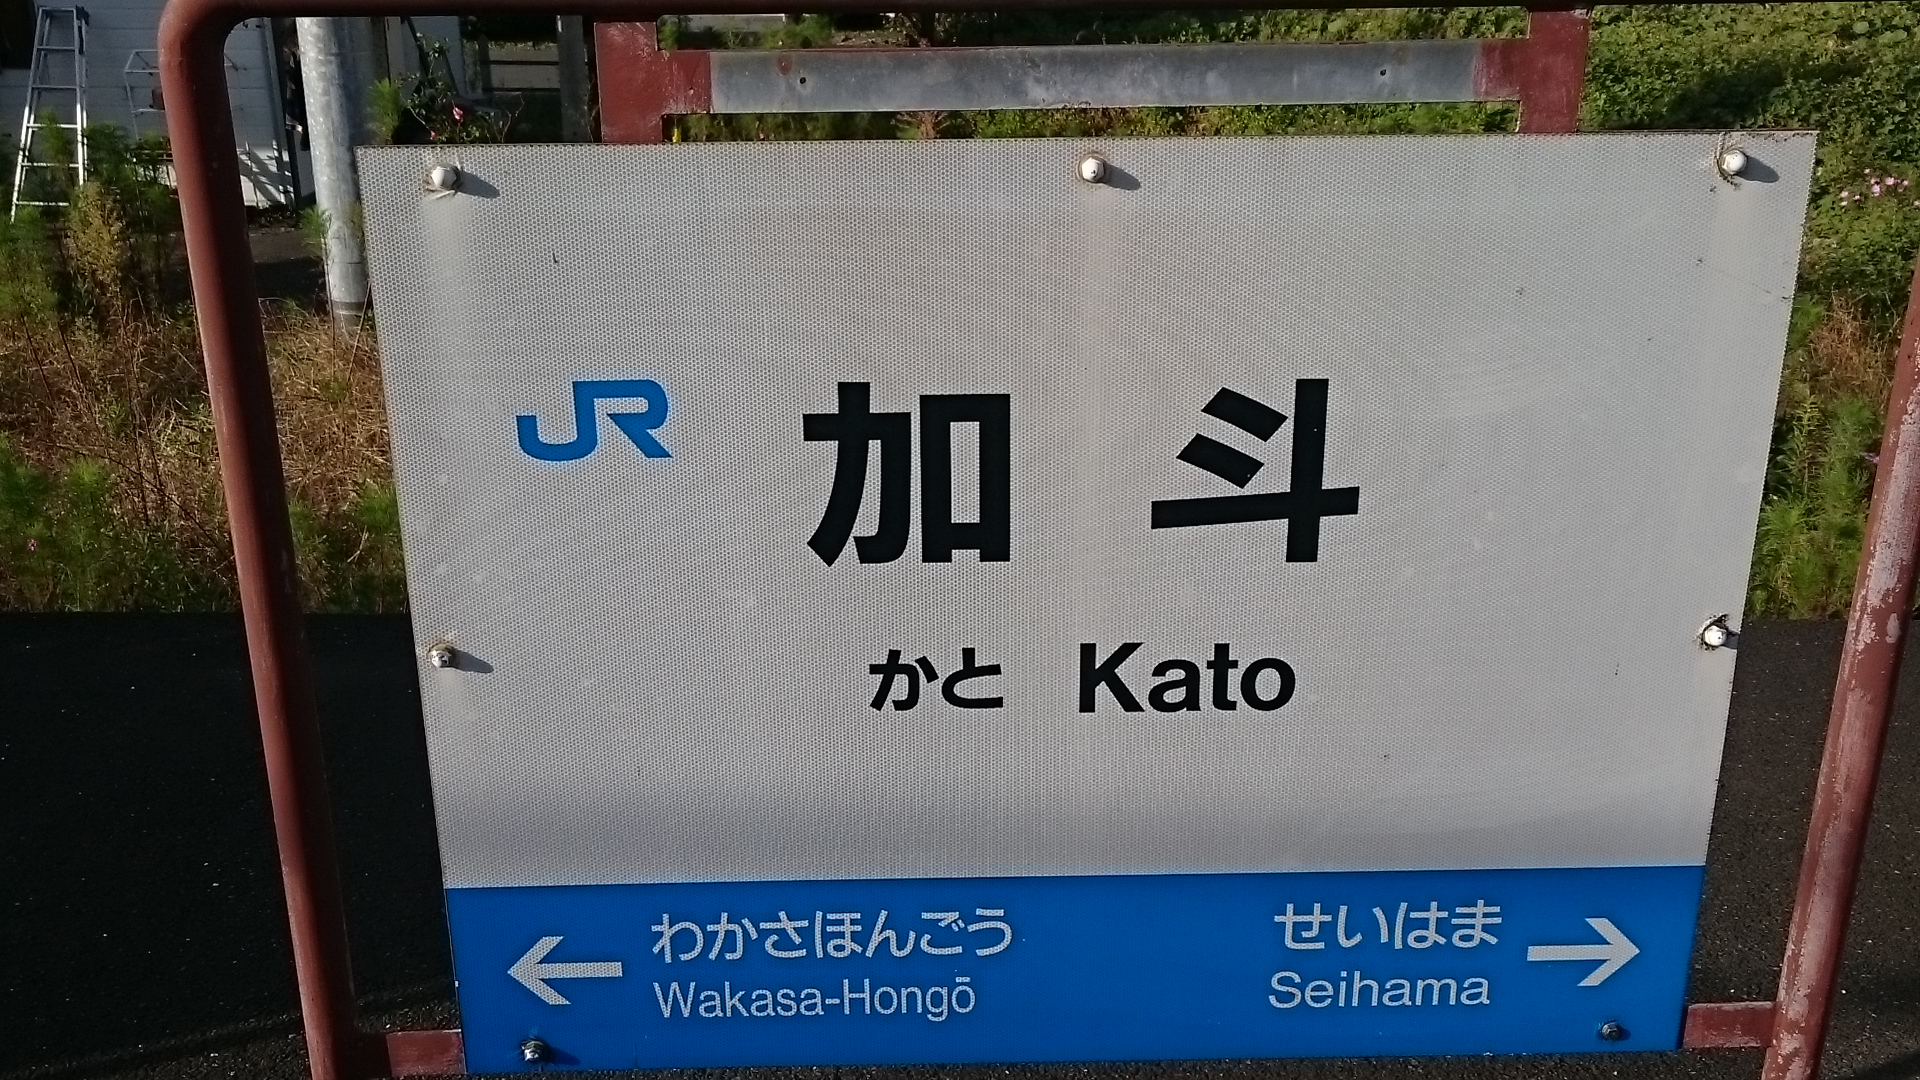 JR 加斗
かと Kato
← わかさほんごう
Wakasa-Hongō
せいはま →
Seihama